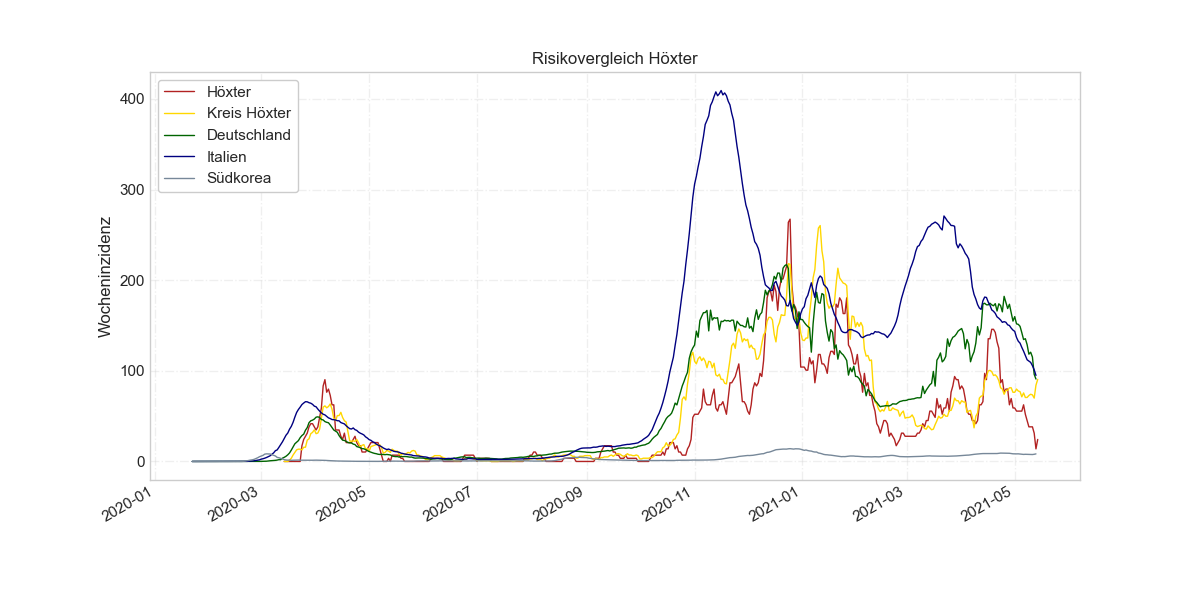 Risikovergleich Höxter
Höxter
Kreis Höxter
Deutschland
Italien
Südkorea
Wocheninzidenz
400
300
200
100
0
2020-01
2020-03
2020-05
2020-07
2020-09
2020-11
2021-01
2021-03
2021-05